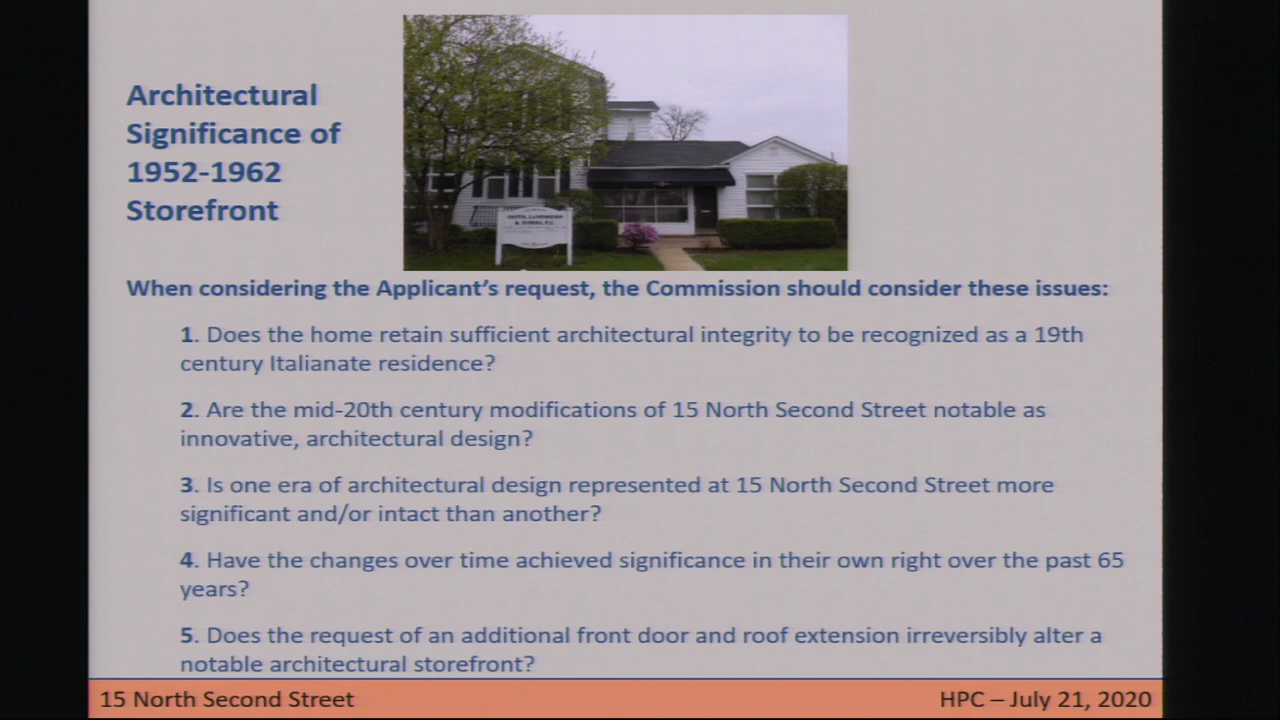 Architectural
Significance of
1952-1962
Storefront
When considering the Applicant's request, the Commission should consider these issues:
1. Does the home retain sufficient architectural integrity to be recognized as a 19th
century Italianate residence?
2. Are the mid-20th century modifications of 15 North Second Street notable as
innovative, architectural design?
3. Is one era of architectural design represented at 15 North Second Street more
significant and/or intact than another?
4. Have the changes over time achieved significance in their own right over the past 65
years?
5. Does the request of an additional front door and roof extension irreversibly alter a
notable architectural storefront?
15 North Second Street
HPC – July 21, 2020